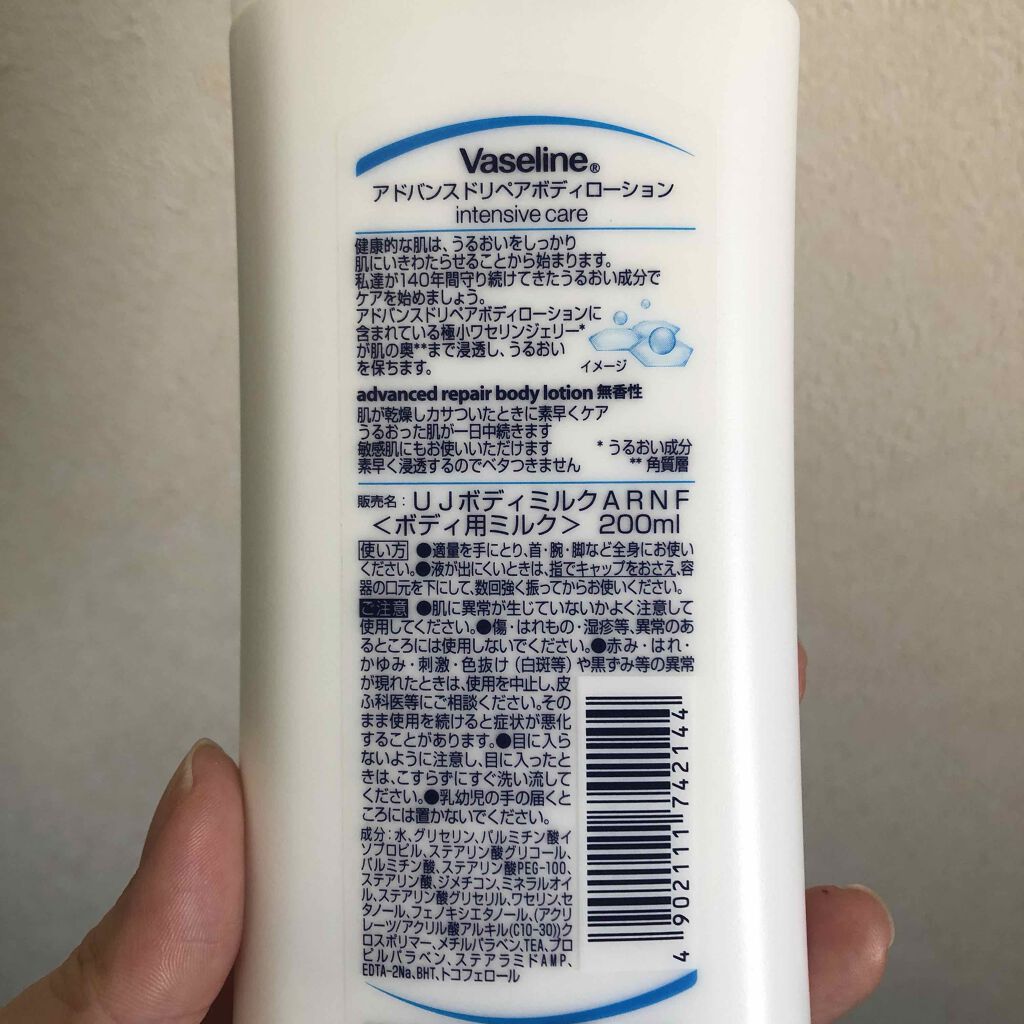 Vaseline®
アドバンスドリペアボディローション
intensive care
健康的な肌は、うるおいをしっかり
肌にいきわたらせることから始まります。
私達が140年間守り続けてきたうるおい成分で
ケアを始めましょう。
アドバンスドリペアボディローションに
含まれている極小ワセリンジェリー*
が肌の奥**まで浸透し、うるおい
を保ちます。
イメージ
advanced repair body lotion 無香性
肌が乾燥しカサついたときに素早くケア
うるおった肌が一日中続きます
敏感肌にもお使いいただけます
素早く浸透するのでベタつきません
* うるおい成分
** 角質層
販売名：UJボディミルクARNF
＜ボディ用ミルク＞ 200ml
使い方 ●適量を手にとり、首・腕・脚など全身にお使い
ください。●液が出にくいときは、指でキャップをおさえ、容
器の口元を下にして、数回強く振ってからお使いください。
ご注意 ●肌に異常が生じていないかよく注意して
使用してください。●傷・はれもの・湿疹等、異常のあ
るところには使用しないでください。●赤み・はれ・
かゆみ・刺激・色抜け（白斑等）や黒ずみ等の異常
が現れたときは、使用を中止し、皮
ふ科医等にご相談ください。その
まま使用を続けると症状が悪化
することがあります。●目に入ら
ないように注意し、目に入ったと
きは、こすらずにすぐ洗い流して
ください。●乳幼児の手の届くと
ころには置かないでください。
成分：水、グリセリン、パルミチン酸イ
ソプロピル、ステアリン酸グリコール、
パルミチン酸、ステアリン酸PEG-100、
ステアリン酸、ジメチコン、ミネラルオイ
ル、ステアリン酸グリセリル、ワセリン、セ
タノール、フェノキシエタノール、(アクリ
レーツ/アクリル酸アルキル(C10-30))ク
ロスポリマー、メチルパラベン、TEA、プロ
ピルパラベン、ステアラミドAMP、
EDTA-2Na、BHT、トコフェロール
4902111742144